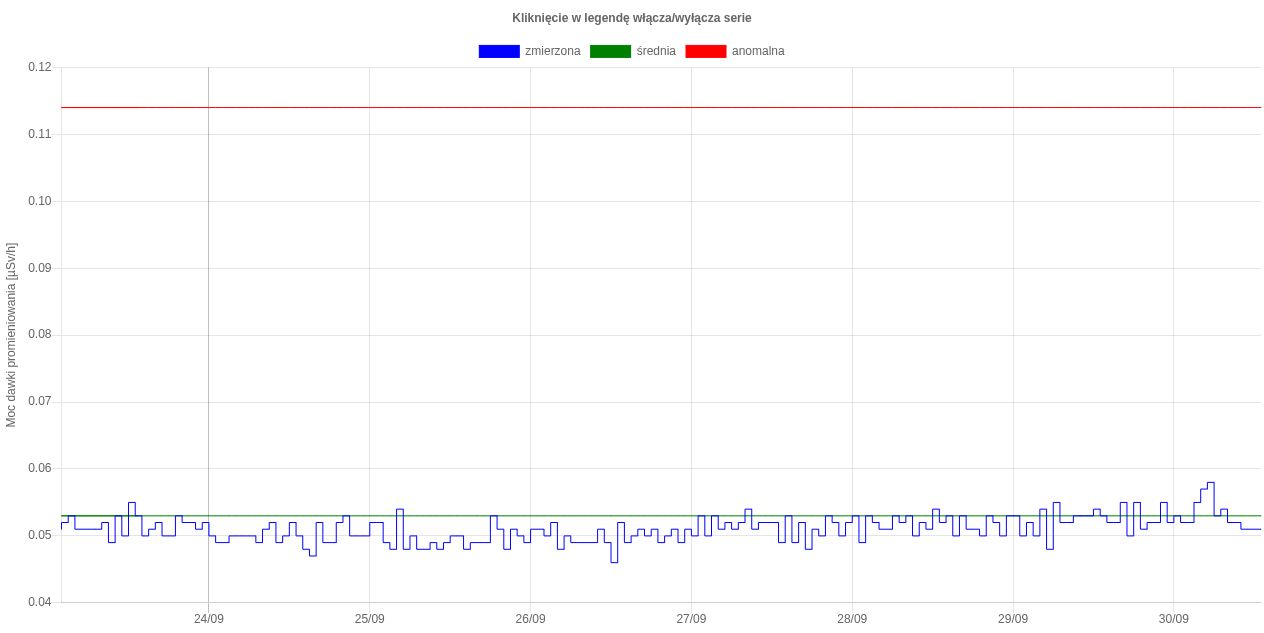 Kliknięcie w legendę włącza/wyłącza serie
zmierzona średnia anomalna
Moc dawki promieniowania [µSv/h]
0.12
0.11
0.10
0.09
0.08
0.07
0.06
0.05
0.04
24/09 25/09 26/09 27/09 28/09 29/09 30/09